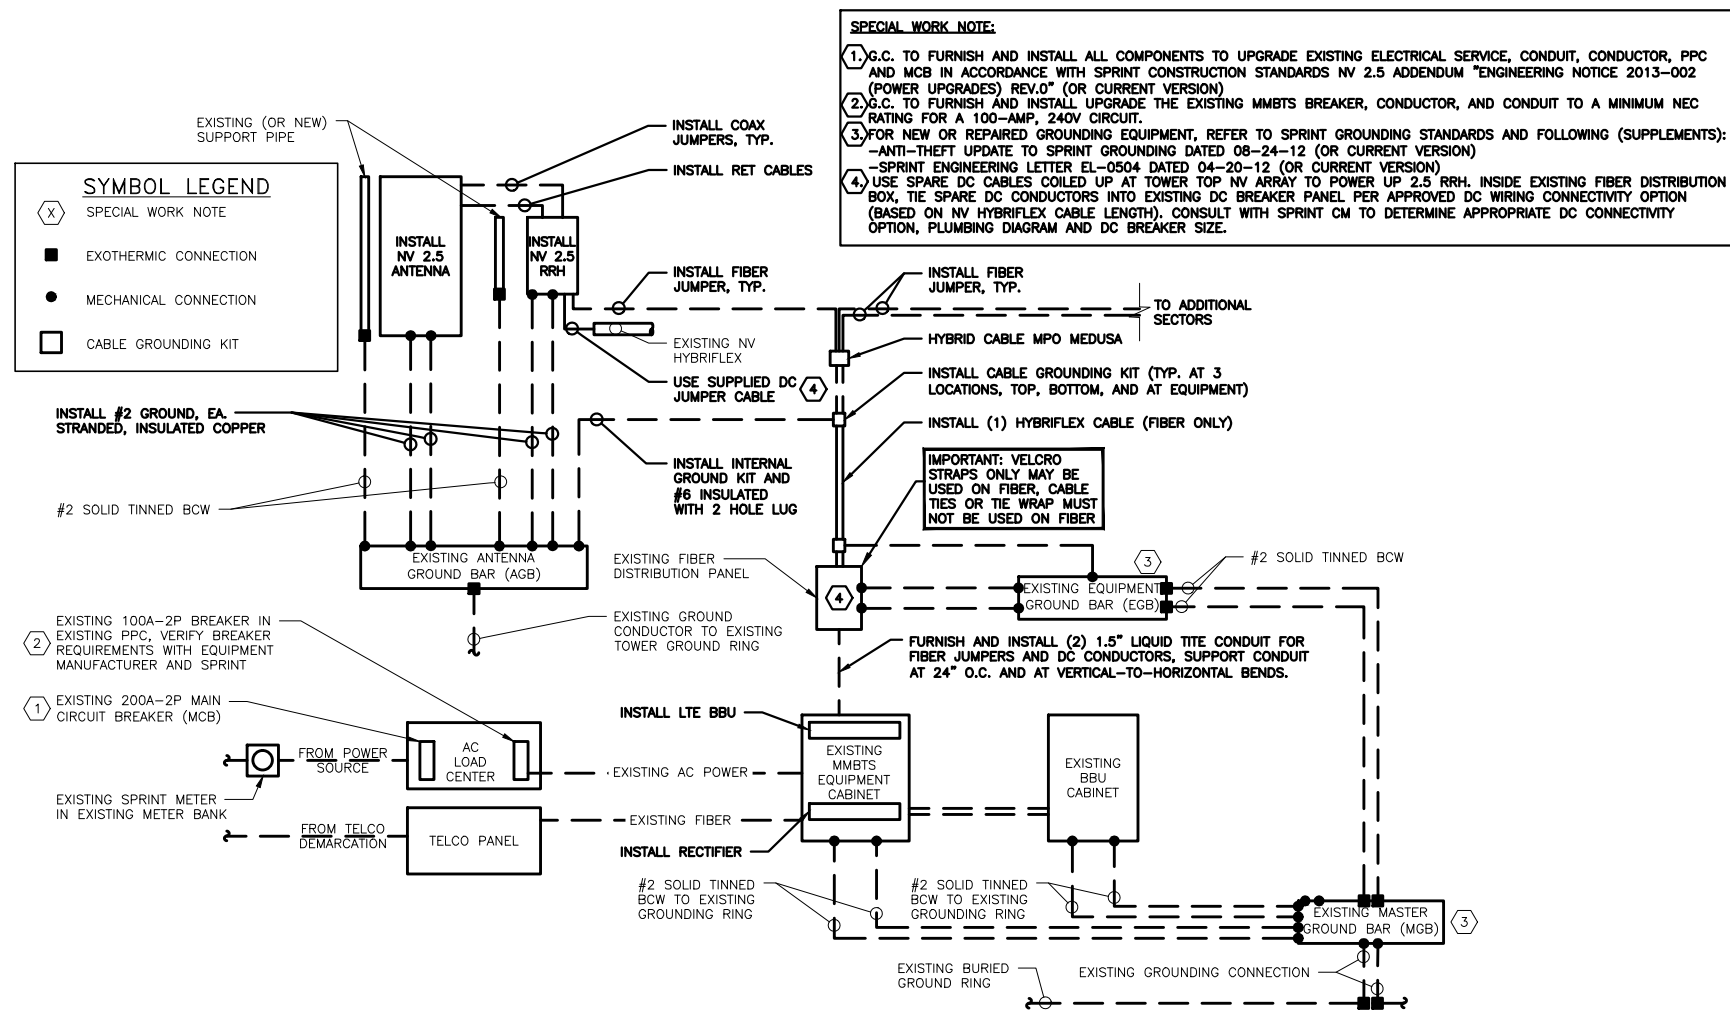 SPECIAL WORK NOTE:
1. G.C. TO FURNISH AND INSTALL ALL COMPONENTS TO UPGRADE EXISTING ELECTRICAL SERVICE, CONDUIT, CONDUCTOR, PPC
AND MCB IN ACCORDANCE WITH SPRINT CONSTRUCTION STANDARDS NV 2.5 ADDENDUM "ENGINEERING NOTICE 2013-002
(POWER UPGRADES) REV.0" (OR CURRENT VERSION)
2. G.C. TO FURNISH AND INSTALL UPGRADE THE EXISTING MMBTS BREAKER, CONDUCTOR, AND CONDUIT TO A MINIMUM NEC
RATING FOR A 100-AMP, 240V CIRCUIT.
3. FOR NEW OR REPAIRED GROUNDING EQUIPMENT, REFER TO SPRINT GROUNDING STANDARDS AND FOLLOWING (SUPPLEMENTS):
-ANTI-THEFT UPDATE TO SPRINT GROUNDING DATED 08-24-12 (OR CURRENT VERSION)
-SPRINT ENGINEERING LETTER EL-0504 DATED 04-20-12 (OR CURRENT VERSION)
4. USE SPARE DC CABLES COILED UP AT TOWER TOP NV ARRAY TO POWER UP 2.5 RRH. INSIDE EXISTING FIBER DISTRIBUTION
BOX, TIE SPARE DC CONDUCTORS INTO EXISTING DC BREAKER PANEL PER APPROVED DC WIRING CONNECTIVITY OPTION
(BASED ON NV HYBRIFLEX CABLE LENGTH). CONSULT WITH SPRINT CM TO DETERMINE APPROPRIATE DC CONNECTIVITY
OPTION, PLUMBING DIAGRAM AND DC BREAKER SIZE.
EXISTING (OR NEW)
SUPPORT PIPE
INSTALL COAX
JUMPERS, TYP.
INSTALL RET CABLES
SYMBOL LEGEND
X SPECIAL WORK NOTE
EXOTHERMIC CONNECTION
MECHANICAL CONNECTION
CABLE GROUNDING KIT
INSTALL
NV 2.5
ANTENNA
INSTALL
NV 2.5
RRH
INSTALL FIBER
JUMPER, TYP.
INSTALL FIBER
JUMPER, TYP.
TO ADDITIONAL
SECTORS
EXISTING NV
HYBRIFLEX
HYBRID CABLE MPO MEDUSA
USE SUPPLIED DC
JUMPER CABLE
4
INSTALL CABLE GROUNDING KIT (TYP. AT 3
LOCATIONS, TOP, BOTTOM, AND AT EQUIPMENT)
INSTALL #2 GROUND, EA.
STRANDED, INSULATED COPPER
INSTALL (1) HYBRIFLEX CABLE (FIBER ONLY)
INSTALL INTERNAL
GROUND KIT AND
#6 INSULATED
WITH 2 HOLE LUG
IMPORTANT: VELCRO
STRAPS ONLY MAY BE
USED ON FIBER, CABLE
TIES OR TIE WRAP MUST
NOT BE USED ON FIBER
#2 SOLID TINNED BCW
EXISTING ANTENNA
GROUND BAR (AGB)
EXISTING FIBER
DISTRIBUTION PANEL
4
3
#2 SOLID TINNED BCW
EXISTING EQUIPMENT
GROUND BAR (EGB)
EXISTING GROUND
CONDUCTOR TO EXISTING
TOWER GROUND RING
2
EXISTING 100A-2P BREAKER IN
EXISTING PPC, VERIFY BREAKER
REQUIREMENTS WITH EQUIPMENT
MANUFACTURER AND SPRINT
FURNISH AND INSTALL (2) 1.5" LIQUID TITE CONDUIT FOR
FIBER JUMPERS AND DC CONDUCTORS, SUPPORT CONDUIT
AT 24" O.C. AND AT VERTICAL-TO-HORIZONTAL BENDS.
1
EXISTING 200A-2P MAIN
CIRCUIT BREAKER (MCB)
INSTALL LTE BBU
FROM POWER
SOURCE
AC
LOAD
CENTER
EXISTING AC POWER
EXISTING
MMBTS
EQUIPMENT
CABINET
EXISTING
BBU
CABINET
EXISTING SPRINT METER
IN EXISTING METER BANK
FROM TELCO
DEMARCATION
TELCO PANEL
EXISTING FIBER
INSTALL RECTIFIER
#2 SOLID TINNED
BCW TO EXISTING
GROUNDING RING
#2 SOLID TINNED
BCW TO EXISTING
GROUNDING RING
EXISTING MASTER
GROUND BAR (MGB)
3
EXISTING BURIED
GROUND RING
EXISTING GROUNDING CONNECTION